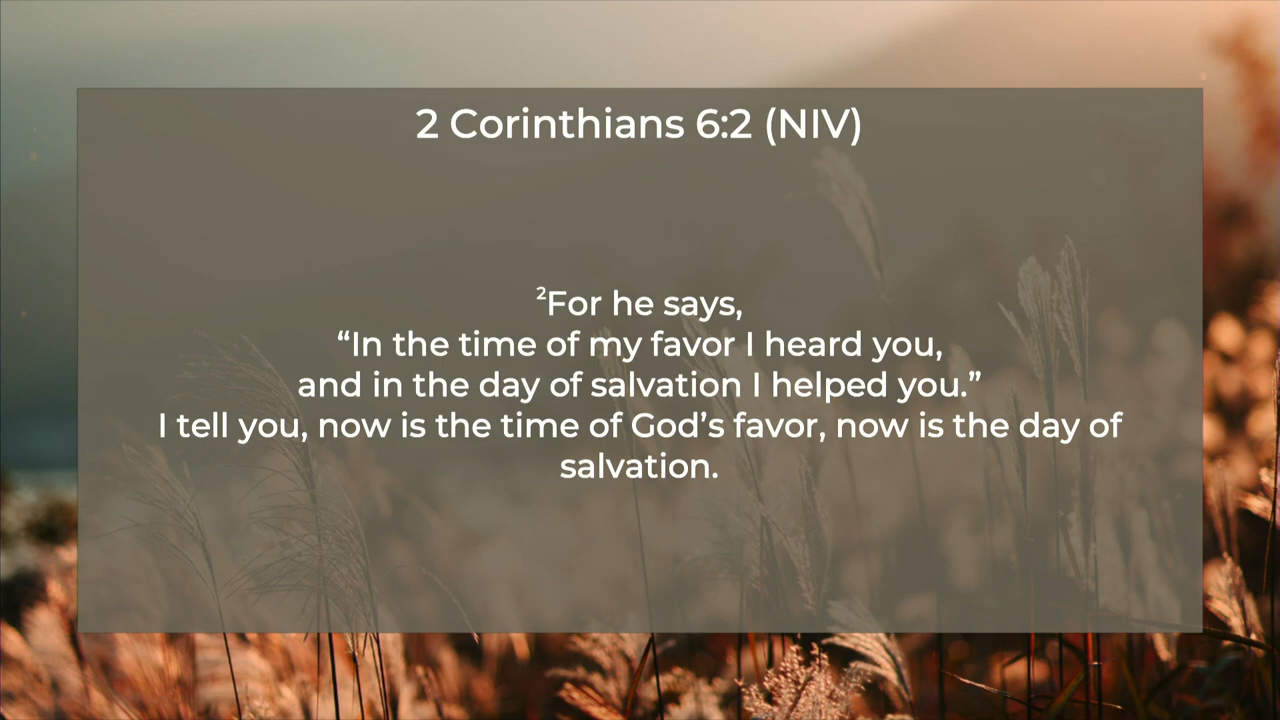 2 Corinthians 6:2 (NIV)
²For he says,
“In the time of my favor I heard you,
and in the day of salvation I helped you.”
I tell you, now is the time of God’s favor, now is the day of
salvation.